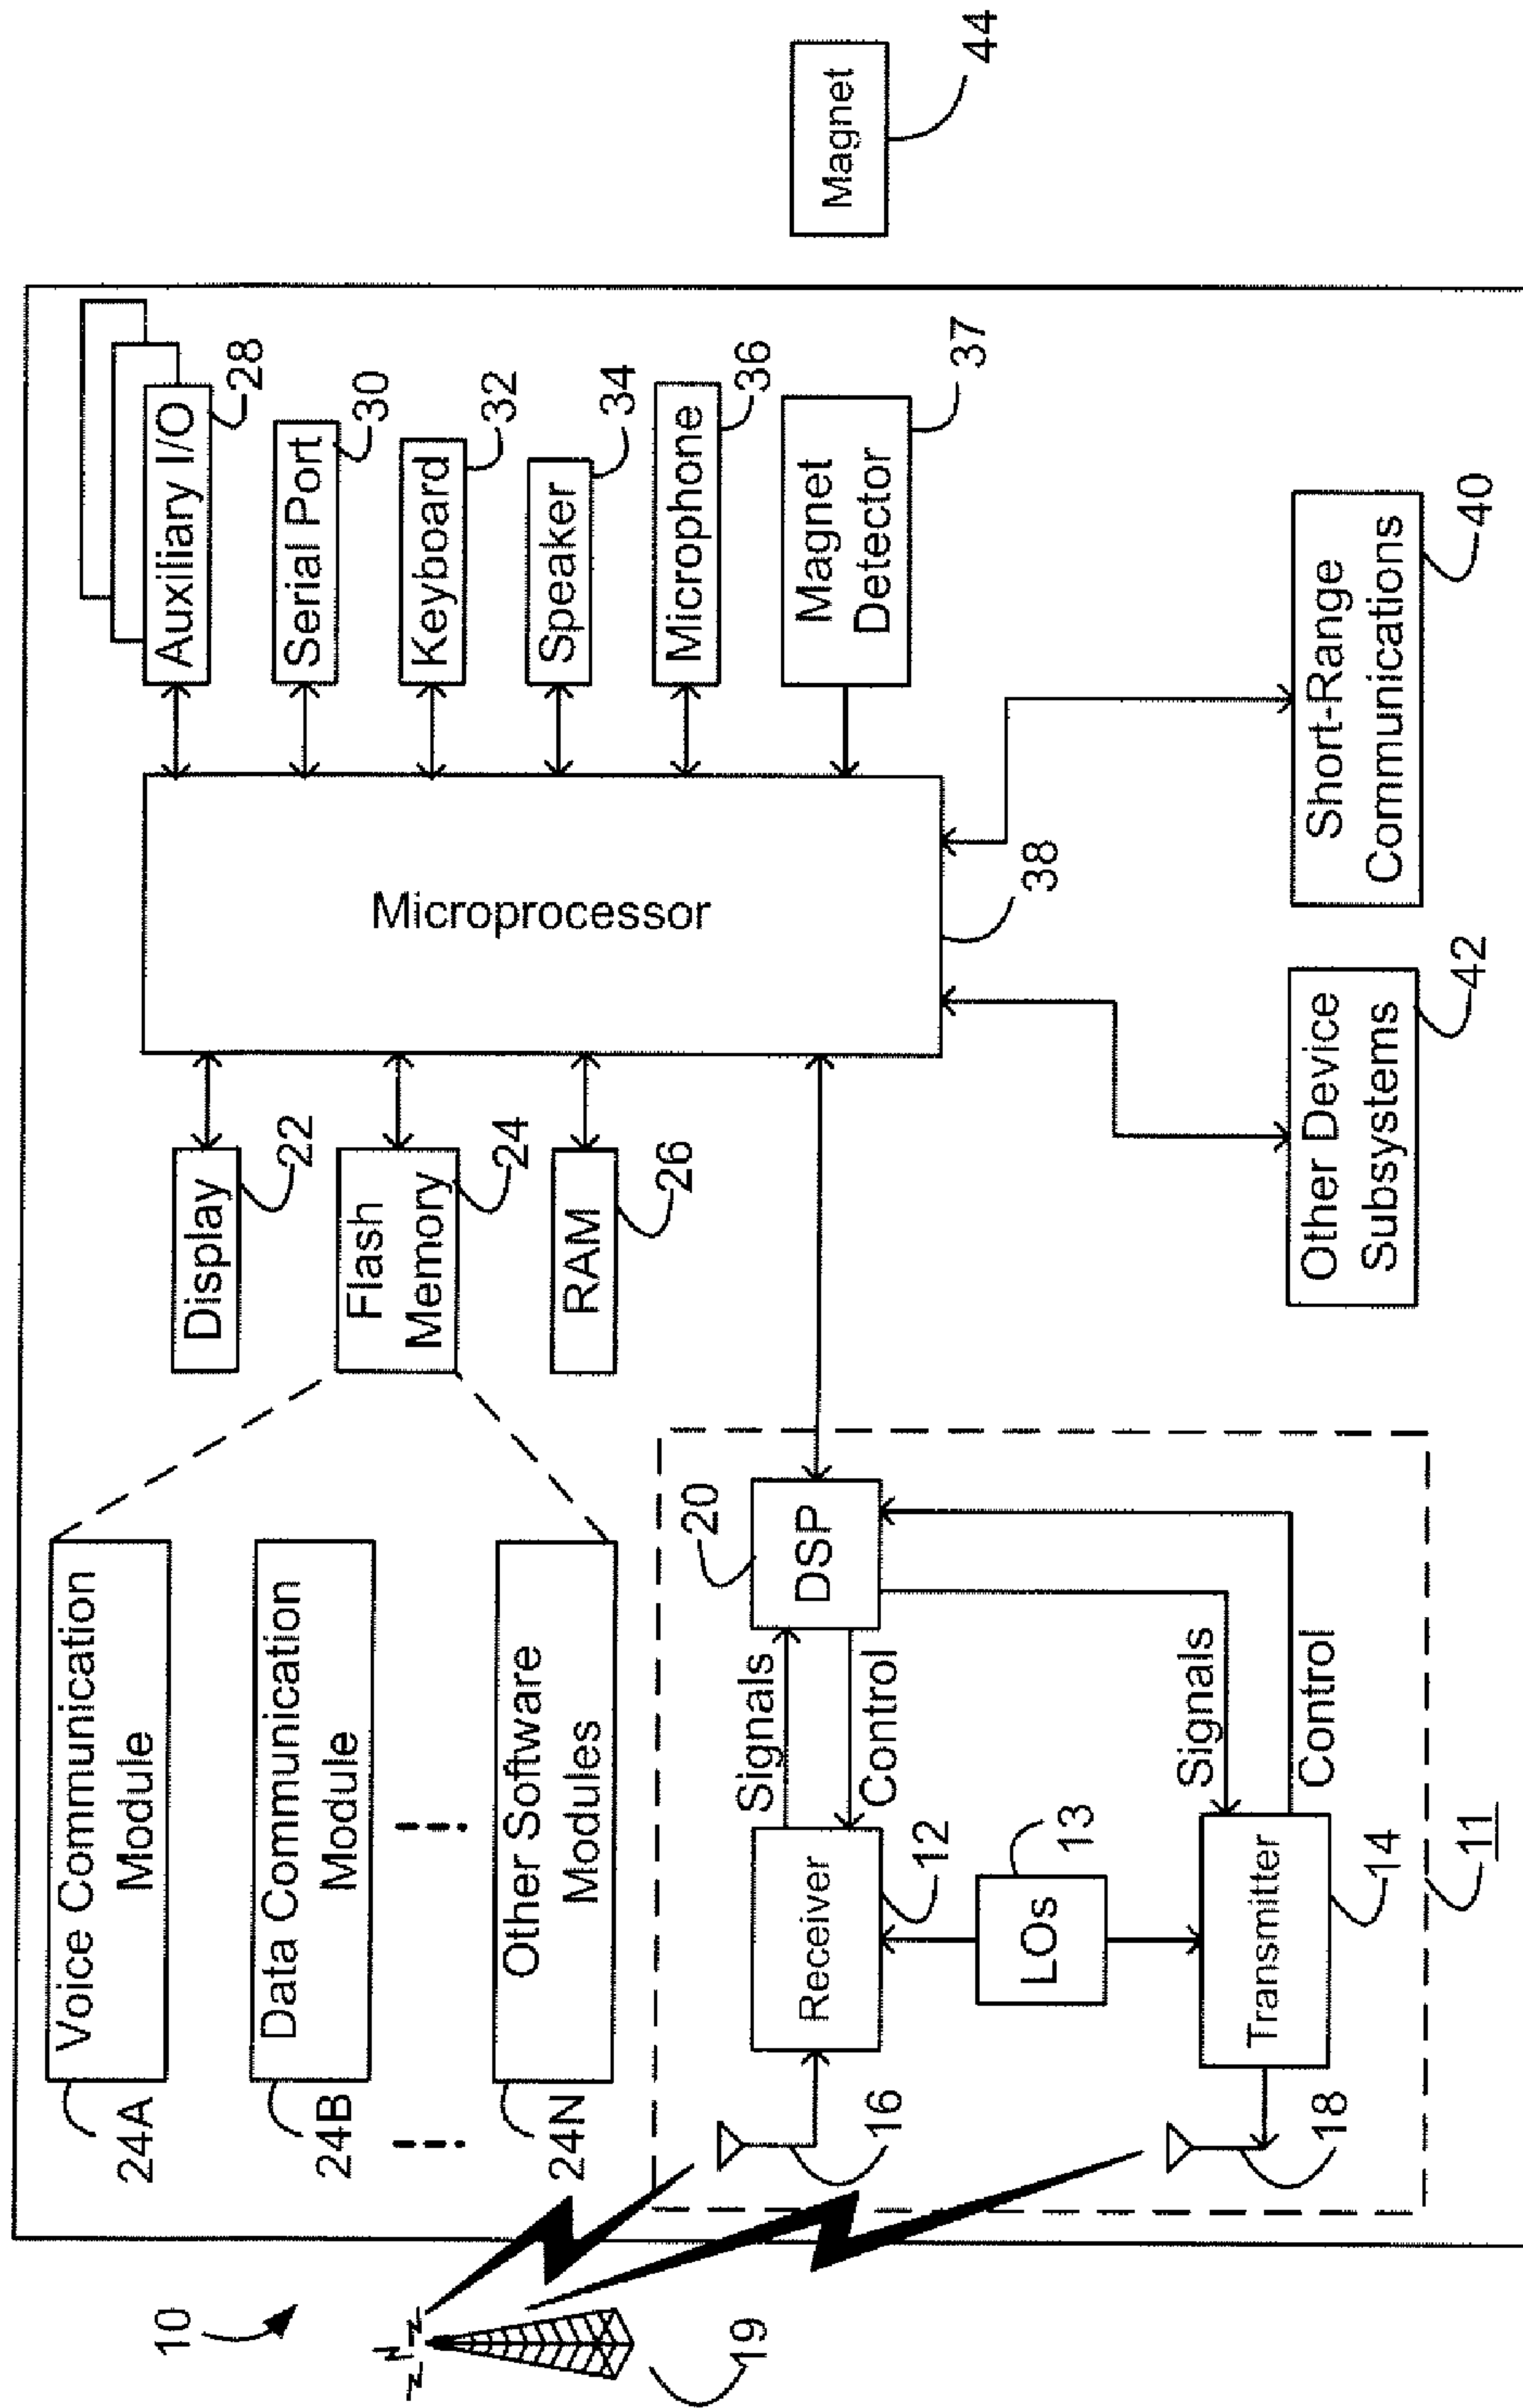 10
19
24A
Voice Communication
Module
24B
Data Communication
Module
24N
Other Software
Modules
Display
22
Flash
Memory
24
RAM
26
Microprocessor
38
Auxiliary I/O
28
Serial Port
30
Keyboard
32
Speaker
34
Microphone
36
Magnet
Detector
37
Magnet
44
16
Receiver
12
Signals
Control
20
DSP
LOs
13
18
Transmitter
14
Signals
Control
11
Other Device
Subsystems
42
Short-Range
Communications
40